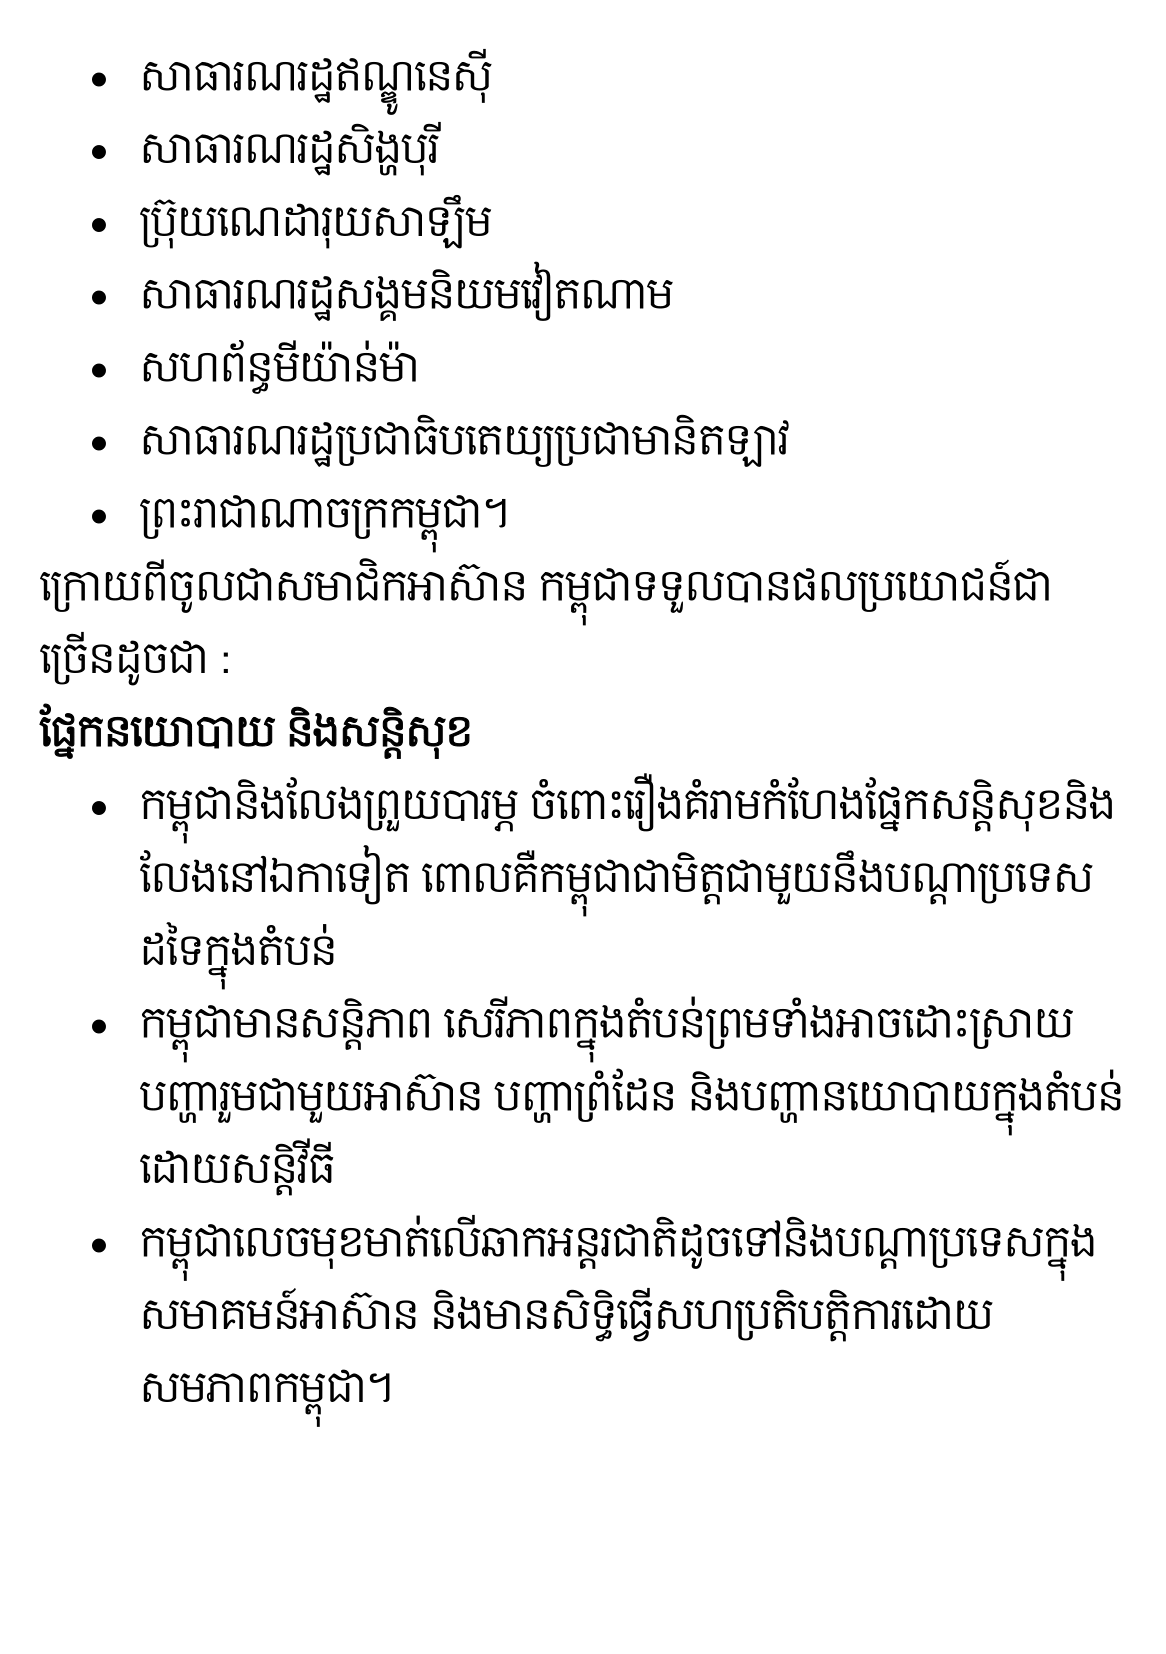 • សាធារណរដ្ឋឥណ្ឌូនេស៊ី
• សាធារណរដ្ឋសិង្ហបុរី
• ប្រ៊ុយណេដារុយសាឡឹម
• សាធារណរដ្ឋសង្គមនិយមវៀតណាម
• សហព័ន្ធមីយ៉ាន់ម៉ា
• សាធារណរដ្ឋប្រជាធិបតេយ្យប្រជាមានិតឡាវ
• ព្រះរាជាណាចក្រកម្ពុជា។
ក្រោយពីចូលជាសមាជិកអាស៊ាន កម្ពុជាទទួលបានផលប្រយោជន៍ជា
ច្រើនដូចជា :
ផ្នែកនយោបាយ និងសន្តិសុខ
• កម្ពុជានិងលែងព្រួយបារម្ភ ចំពោះរឿងគំរាមកំហែងផ្នែកសន្តិសុខនិង
លែងនៅឯកាទៀត ពោលគឺកម្ពុជាជាមិត្តជាមួយនឹងបណ្តាប្រទេស
ដទៃក្នុងតំបន់
• កម្ពុជាមានសន្តិភាព សេរីភាពក្នុងតំបន់ព្រមទាំងអាចដោះស្រាយ
បញ្ហារួមជាមួយអាស៊ាន បញ្ហាព្រំដែន និងបញ្ហានយោបាយក្នុងតំបន់
ដោយសន្តិវីធី
• កម្ពុជាលេចមុខមាត់លើឆាកអន្តរជាតិដូចទៅនិងបណ្តាប្រទេសក្នុង
សមាគមន៍អាស៊ាន និងមានសិទ្ធិធ្វើសហប្រតិបត្តិការដោយ
សមភាពកម្ពុជា។